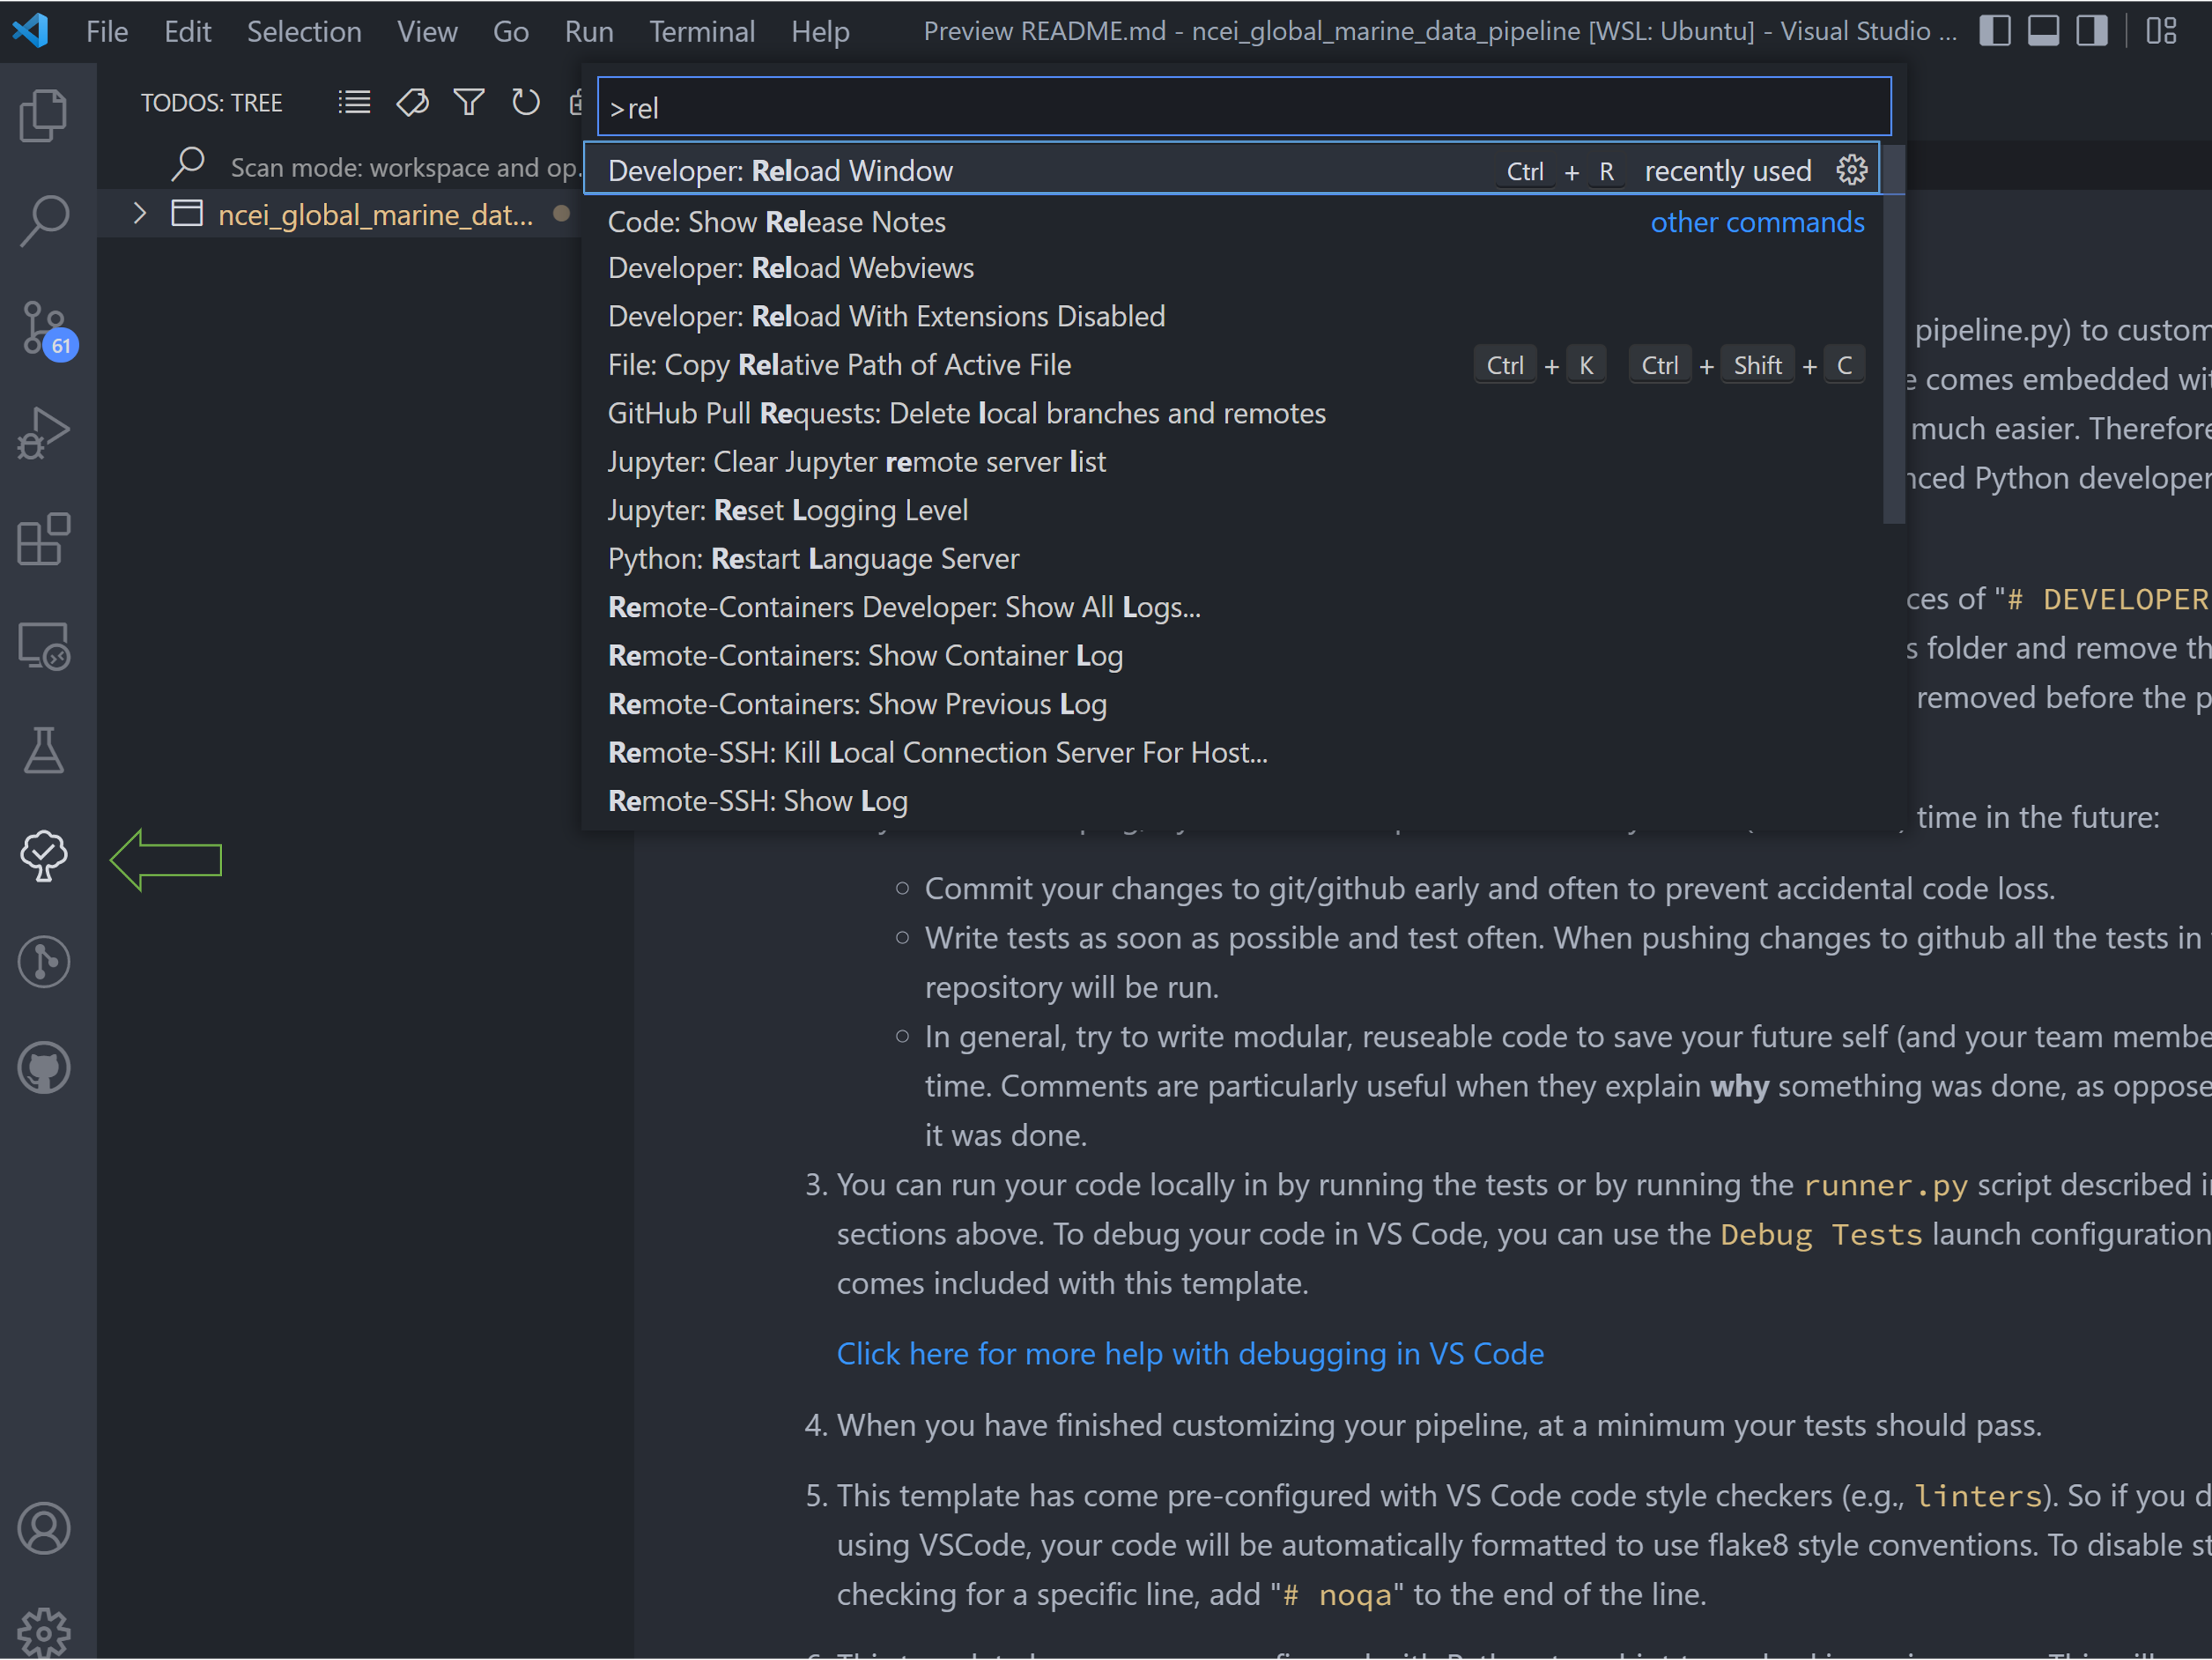 File Edit Selection View Go Run Terminal Help Preview README.md - ncei_global_marine_data_pipeline [WSL: Ubuntu] - Visual Studio ...
TODOS: TREE
>rel
Scan mode: workspace and op...
ncei_global_marine_dat...
61
Developer: Reload Window Ctrl + R recently used
Code: Show Release Notes other commands
Developer: Reload Webviews
Developer: Reload With Extensions Disabled
File: Copy Relative Path of Active File Ctrl + K Ctrl + Shift + C
GitHub Pull Requests: Delete local branches and remotes
Jupyter: Clear Jupyter remote server list
Jupyter: Reset Logging Level
Python: Restart Language Server
Remote-Containers Developer: Show All Logs...
Remote-Containers: Show Container Log
Remote-Containers: Show Previous Log
Remote-SSH: Kill Local Connection Server For Host...
Remote-SSH: Show Log
pipeline.py) to custom
e comes embedded wit
much easier. Therefore
nced Python developer
ces of "# DEVELOPER
s folder and remove th
removed before the p
time in the future:
◦ Commit your changes to git/github early and often to prevent accidental code loss.
◦ Write tests as soon as possible and test often. When pushing changes to github all the tests in
repository will be run.
◦ In general, try to write modular, reuseable code to save your future self (and your team membe
time. Comments are particularly useful when they explain why something was done, as oppose
it was done.
3. You can run your code locally in by running the tests or by running the runner.py script described i
sections above. To debug your code in VS Code, you can use the Debug Tests launch configuration
comes included with this template.
Click here for more help with debugging in VS Code
4. When you have finished customizing your pipeline, at a minimum your tests should pass.
5. This template has come pre-configured with VS Code code style checkers (e.g., linters). So if you d
using VSCode, your code will be automatically formatted to use flake8 style conventions. To disable st
checking for a specific line, add "# noqa" to the end of the line.